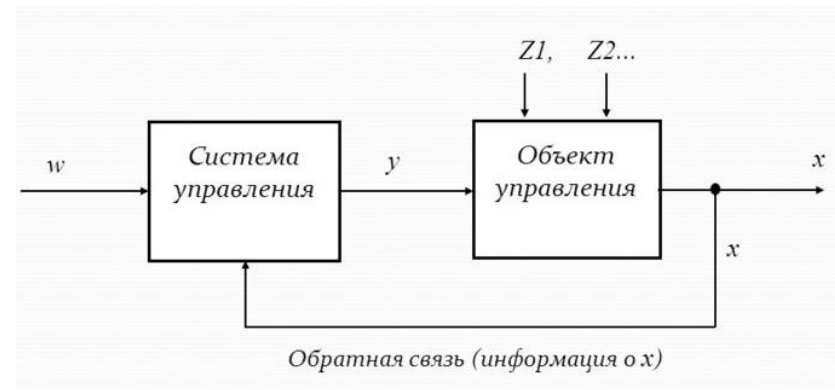 Z1, Z2...
w
Система
управления
y
Объект
управления
x
x
Обратная связь (информация о x)